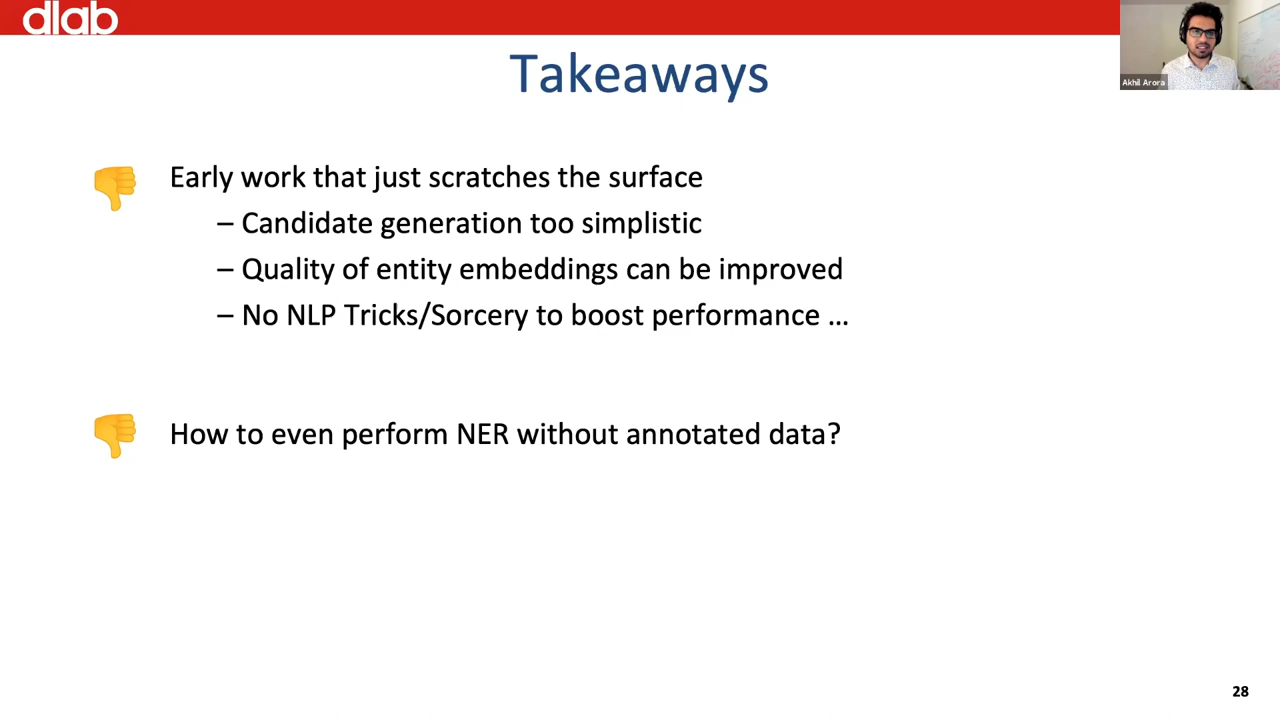 dlab
Takeaways
Akhil Arora
Early work that just scratches the surface
– Candidate generation too simplistic
– Quality of entity embeddings can be improved
– No NLP Tricks/Sorcery to boost performance …
How to even perform NER without annotated data?
28